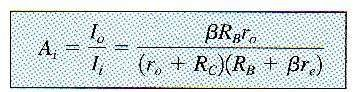 A_i = I_o / I_i = βR_B r_o / (r_o + R_C)(R_B + βr_e)